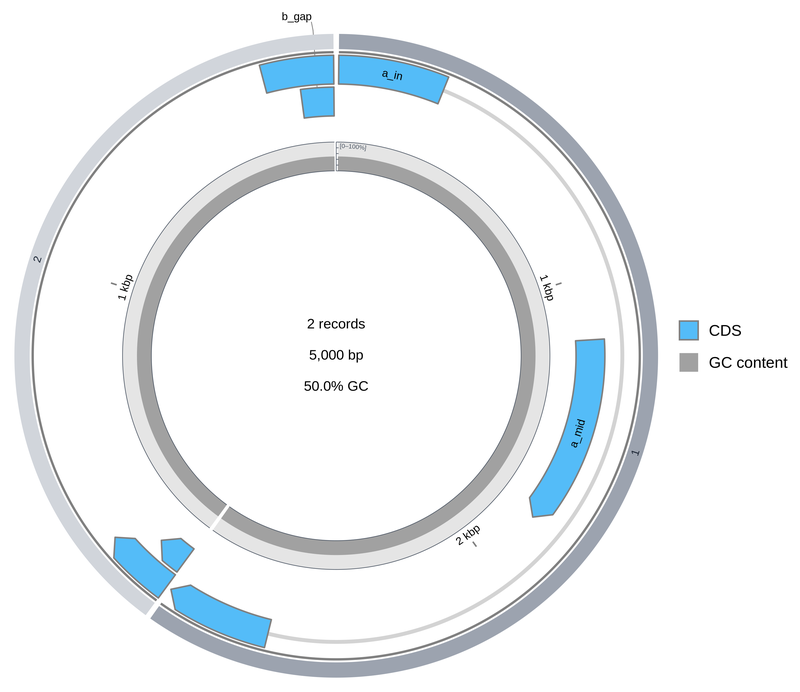 b_gap
a_in
[0–100%]
2
1 kbp
1 kbp
2 records
5,000 bp
50.0% GC
CDS
GC content
a_mid
1
2 kbp